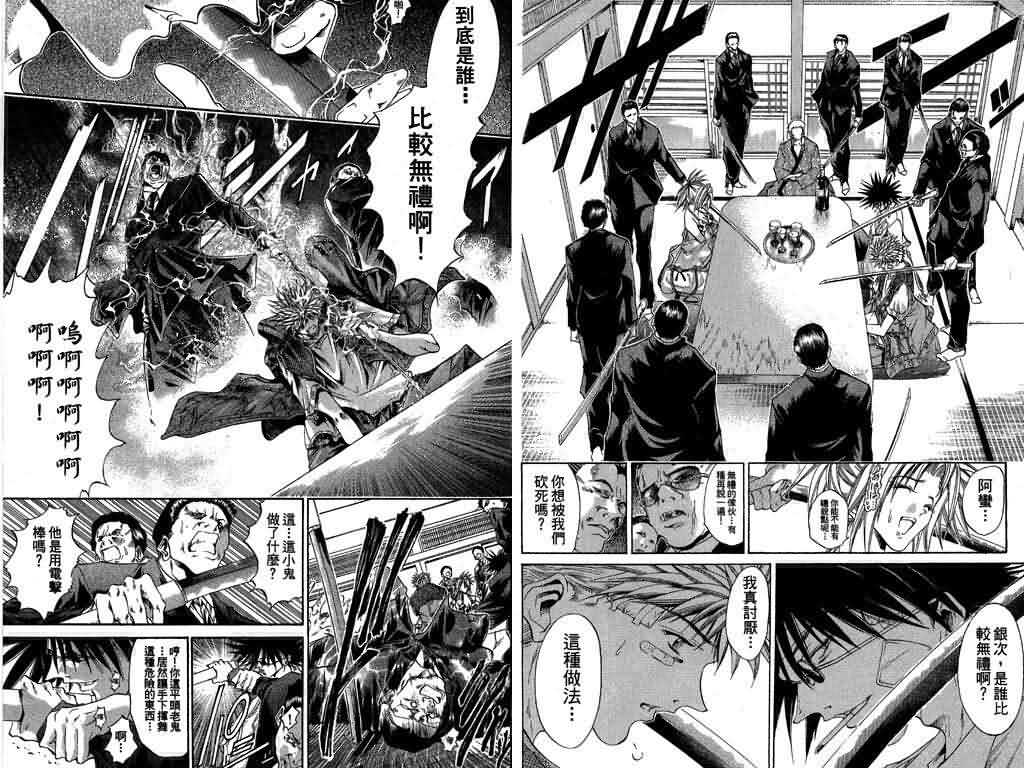 阿蠻…
你能不能有
禮貌點呢…
無禮的傢伙…有
種再說一遍！
你想被我們
砍死嗎？
銀次，是誰比
較無禮啊？
我真討厭…
這種做法…
啪！
到底是誰…
比較無禮啊！
嗚啊啊啊啊啊
啊啊啊！
這…這小鬼
做了什麼？
他是用電擊
棒嗎？
哼！你這平頭老鬼
…居然讓手下揮舞
這種危險的東西…
啊…